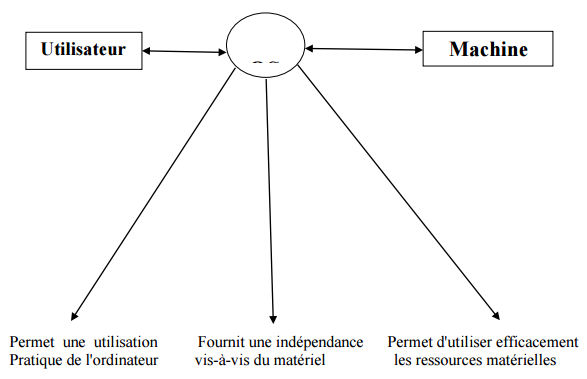 Utilisateur
Machine
Permet une utilisation
Pratique de l'ordinateur
Fournit une indépendance
vis-à-vis du matériel
Permet d'utiliser efficacement
les ressources matérielles